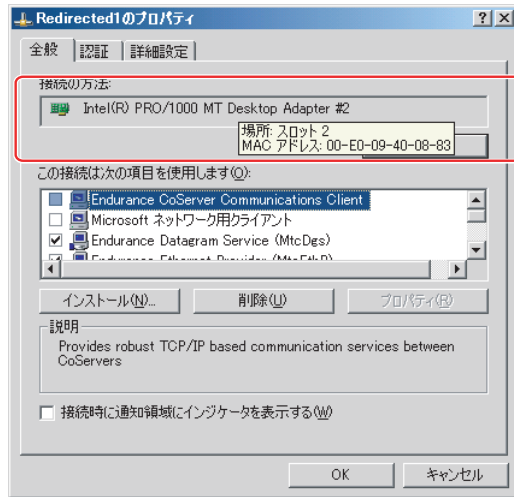 Redirected1のプロパティ
全般
認証
詳細設定
接続の方法:
Intel(R) PRO/1000 MT Desktop Adapter #2
場所: スロット 2
MAC アドレス: 00-E0-09-40-08-83
この接続は次の項目を使用します(O):
Endurance CoServer Communications Client
Microsoft ネットワーク用クライアント
Endurance Datagram Service (MtcDgs)
Endurance Ethernet Provider (MtcEthP)
インストール(N)...
削除(U)
プロパティ(R)
説明
Provides robust TCP/IP based communication services between
CoServers
接続時に通知領域にインジケータを表示する(W)
OK
キャンセル